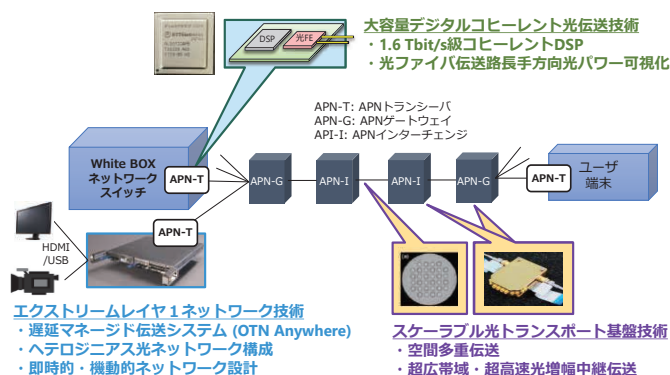 大容量デジタルコヒーレント光伝送技術
・1.6 Tbit/s級コヒーレントDSP
・光ファイバ伝送路長手方向光パワー可視化
DSP
光FE
APN-T: APNトランシーバ
APN-G: APNゲートウェイ
API-I: APNインターチェンジ
White BOX
ネットワーク
スイッチ
APN-T
APN-G
APN-I
APN-I
APN-G
APN-T
ユーザ
端末
APN-T
HDMI
/USB
エクストリームレイヤ１ネットワーク技術
・遅延マネージド伝送システム (OTN Anywhere)
・ヘテロジニアス光ネットワーク構成
・即時的・機動的ネットワーク設計
スケーラブル光トランスポート基盤技術
・空間多重伝送
・超広帯域・超高速光増幅中継伝送